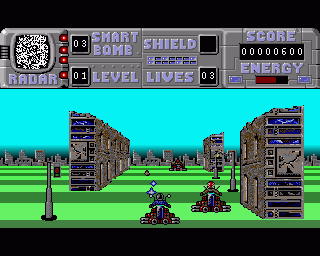 03 SMART BOMB
SHIELD
SCORE
00000600
ENERGY
RADAR
01 LEVEL
LIVES 03